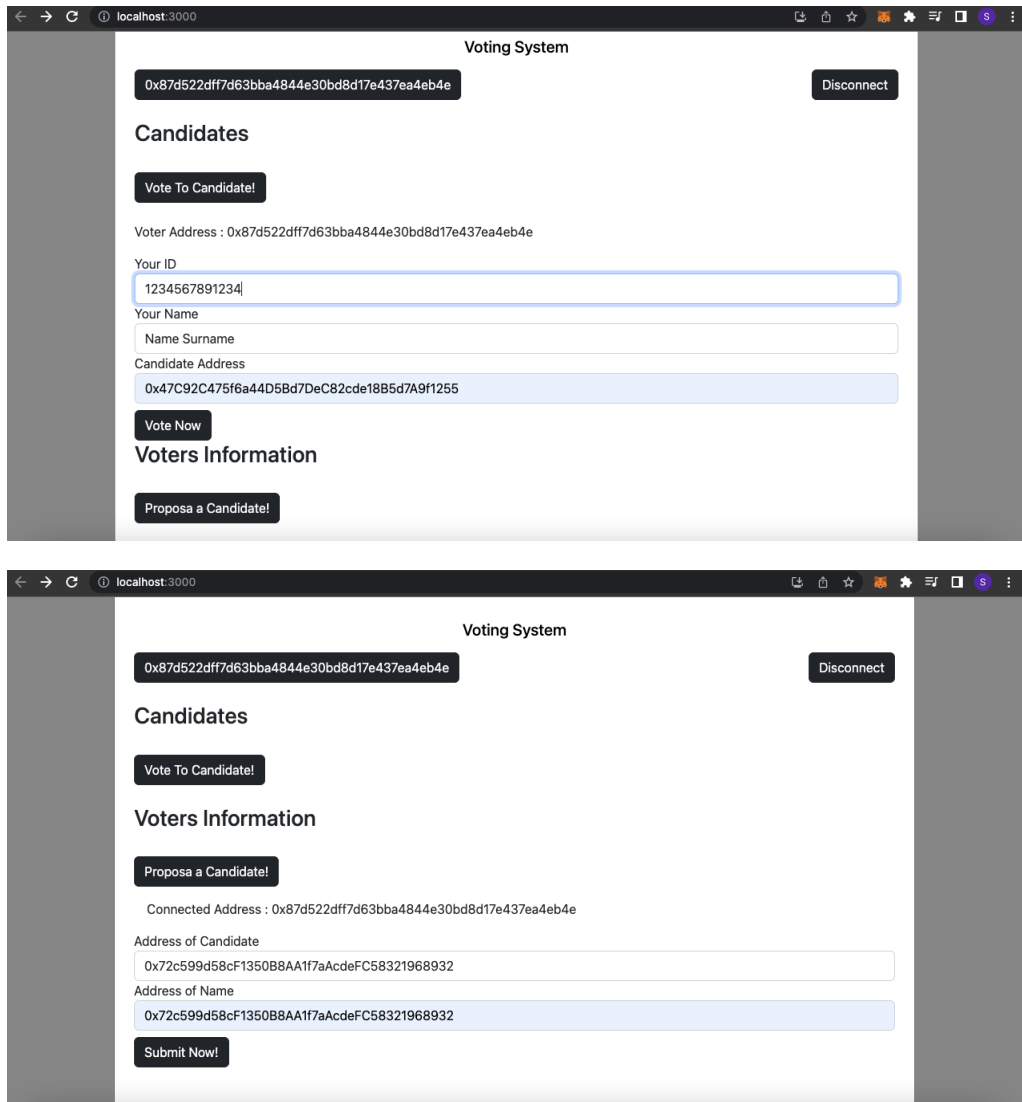 localhost:3000
S
Voting System
0x87d522dff7d63bba4844e30bd8d17e437ea4eb4e Disconnect
Candidates
Vote To Candidate!
Voter Address : 0x87d522dff7d63bba4844e30bd8d17e437ea4eb4e
Your ID
1234567891234
Your Name
Name Surname
Candidate Address
0x47C92C475f6a44D5Bd7DeC82cde18B5d7A9f1255
Vote Now
Voters Information
Proposa a Candidate!
localhost:3000
S
Voting System
0x87d522dff7d63bba4844e30bd8d17e437ea4eb4e Disconnect
Candidates
Vote To Candidate!
Voters Information
Proposa a Candidate!
Connected Address : 0x87d522dff7d63bba4844e30bd8d17e437ea4eb4e
Address of Candidate
0x72c599d58cF1350B8AA1f7aAcdeFC58321968932
Address of Name
0x72c599d58cF1350B8AA1f7aAcdeFC58321968932
Submit Now!